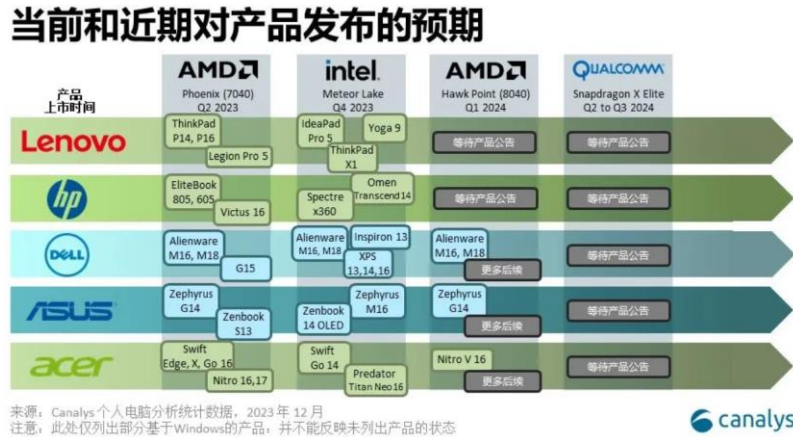 当前和近期对产品发布的预期
AMD
intel.
AMD
QUALCOMM
产品
上市时间
Phoenix (7040)
Q2 2023
Meteor Lake
Q4 2023
Hawk Point (8040)
Q1 2024
Snapdragon X Elite
Q2 to Q3 2024
Lenovo
ThinkPad
P14, P16
Legion Pro 5
IdeaPad
Pro 5
Yoga 9
ThinkPad
X1
等待产品公告
等待产品公告
hp
EliteBook
805, 605
Victus 16
Spectre
x360
Omen
Transcend 14
等待产品公告
等待产品公告
DELL
Alienware
M16, M18
G15
Alienware
M16, M18
Inspiron 13
XPS
13,14,16
Alienware
M16, M18
更多后续
等待产品公告
ASUS
Zephyrus
G14
Zenbook
S13
Zenbook
14 OLED
Zephyrus
M16
Zephyrus
G14
更多后续
等待产品公告
acer
Swift
Edge, X, Go 16
Nitro 16,17
Swift
Go 14
Predator
Titan Neo16
Nitro V 16
更多后续
等待产品公告
来源：Canalys 个人电脑分析统计数据，2023 年 12 月
注意：此处仅列出部分基于Windows的产品；并不能反映未列出产品的状态
canalys